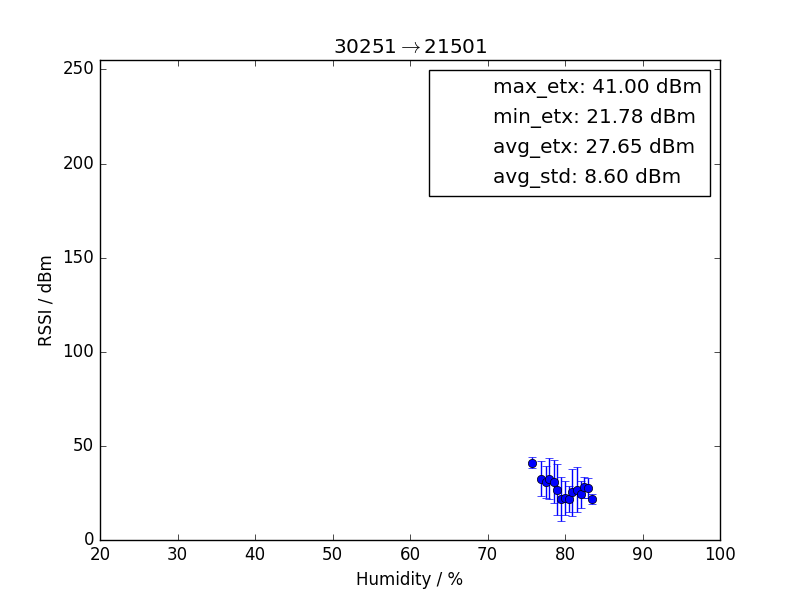 30251→21501
max_etx: 41.00 dBm
min_etx: 21.78 dBm
avg_etx: 27.65 dBm
avg_std: 8.60 dBm
RSSI / dBm
250
200
150
100
50
0
20 30 40 50 60 70 80 90 100
Humidity / %